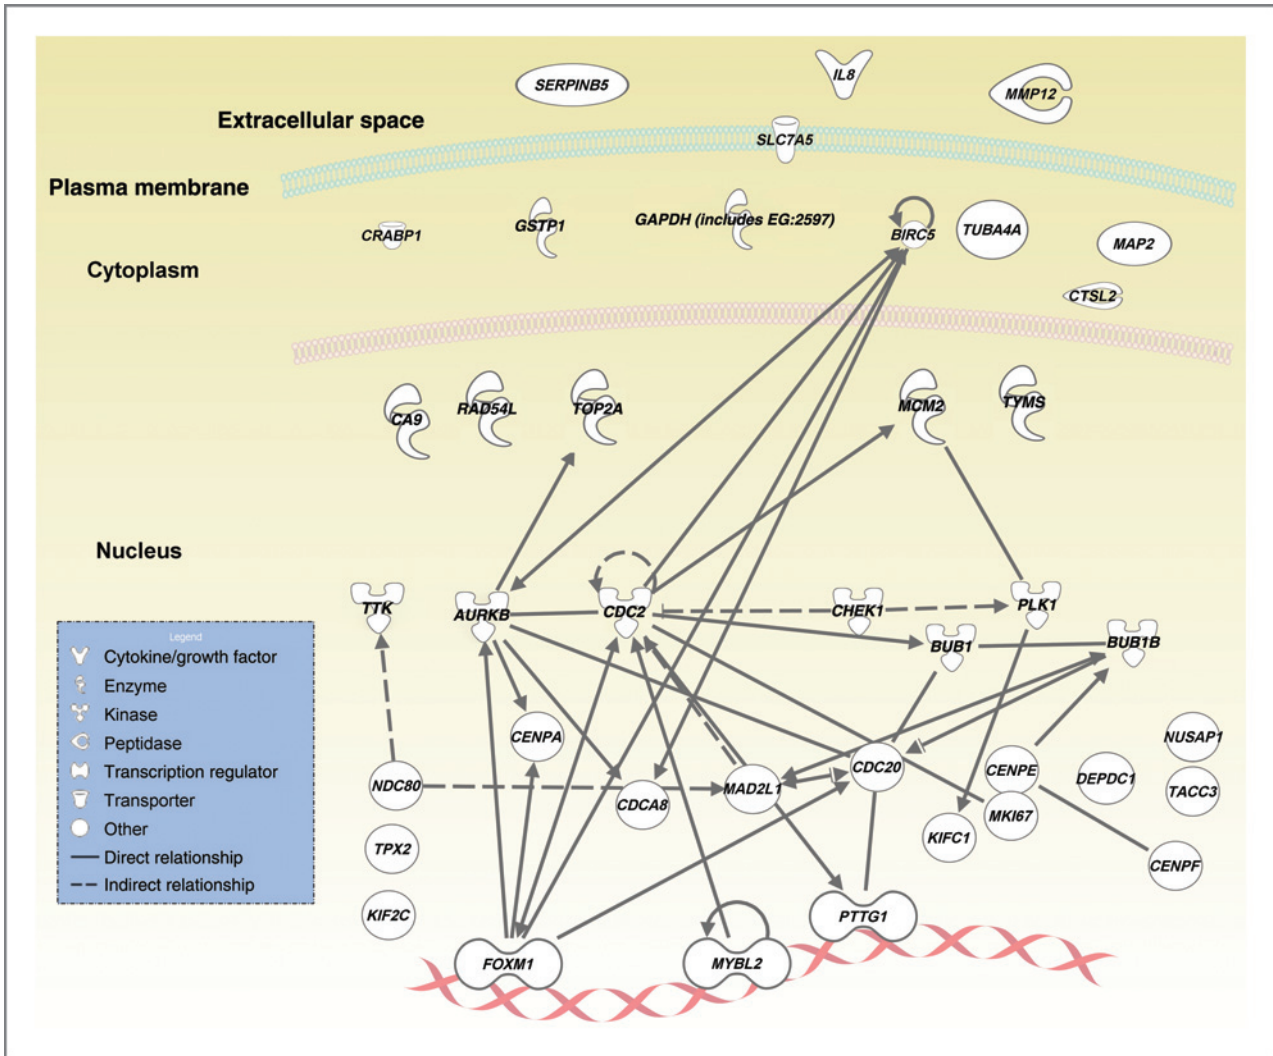 SERPINB5
IL8
MMP12
Extracellular space
SLC7A5
Plasma membrane
CRABP1
GSTP1
GAPDH (includes EG:2597)
BIRC5
TUBA4A
MAP2
Cytoplasm
CTSL2
CA9
RAD54L
TOP2A
MCM2
TYMS
Nucleus
TTK
AURKB
CDC2
CHEK1
PLK1
BUB1
BUB1B
Legend
Cytokine/growth factor
Enzyme
Kinase
Peptidase
Transcription regulator
Transporter
Other
Direct relationship
Indirect relationship
CENPA
NDC80
CDCA8
MAD2L1
CDC20
CENPE
MKI67
DEPDC1
NUSAP1
TACC3
TPX2
KIFC1
CENPF
KIF2C
PTTG1
FOXM1
MYBL2